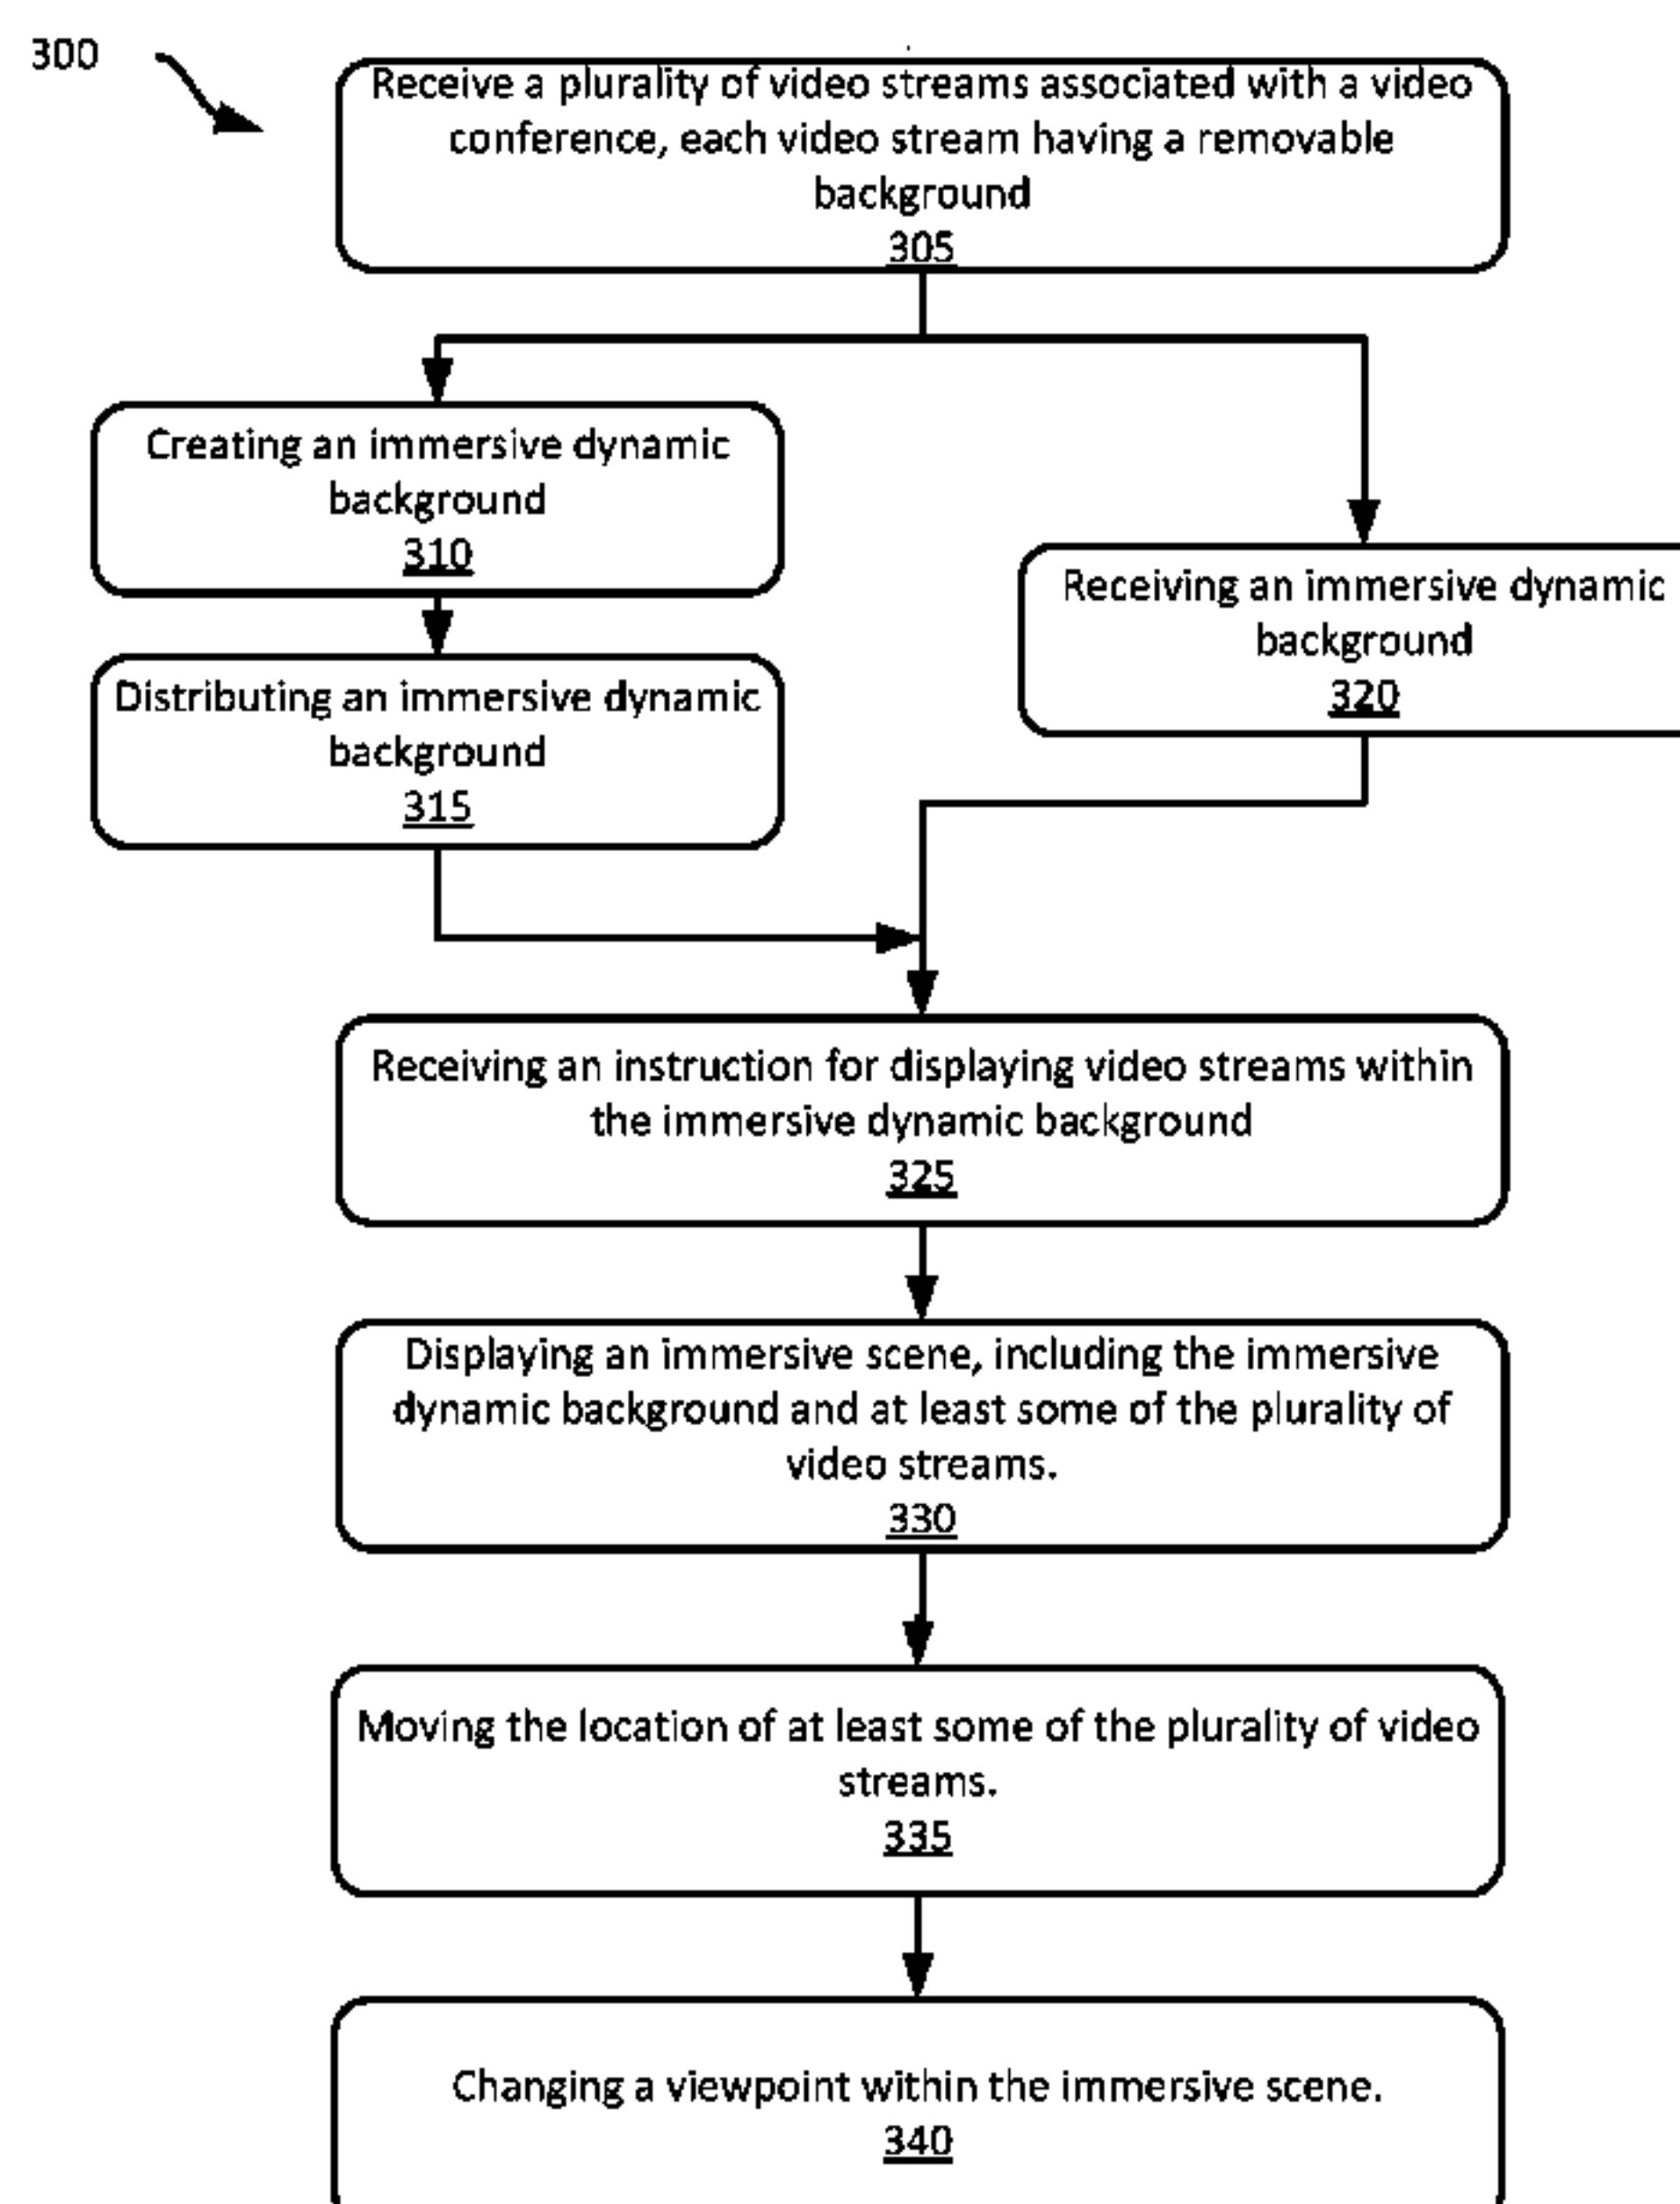 300
Receive a plurality of video streams associated with a video
conference, each video stream having a removable
background
305
Creating an immersive dynamic
background
310
Distributing an immersive dynamic
background
315
Receiving an immersive dynamic
background
320
Receiving an instruction for displaying video streams within
the immersive dynamic background
325
Displaying an immersive scene, including the immersive
dynamic background and at least some of the plurality of
video streams.
330
Moving the location of at least some of the plurality of video
streams.
335
Changing a viewpoint within the immersive scene.
340